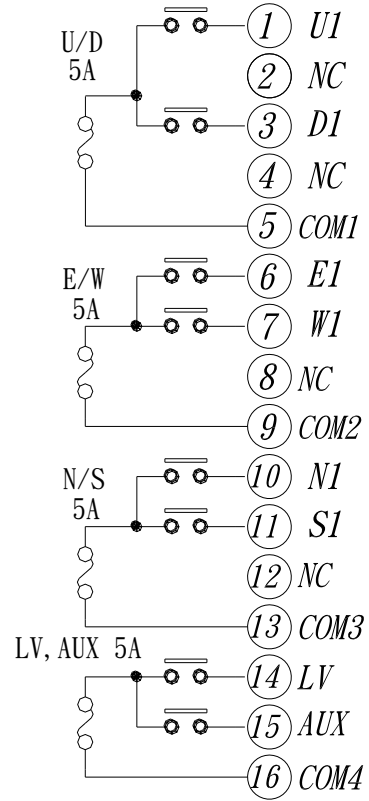 1 U1
U/D
5A
2 NC
3 D1
4 NC
5 COM1
6 E1
E/W
5A
7 W1
8 NC
9 COM2
10 N1
N/S
5A
11 S1
12 NC
13 COM3
LV, AUX 5A
14 LV
15 AUX
16 COM4